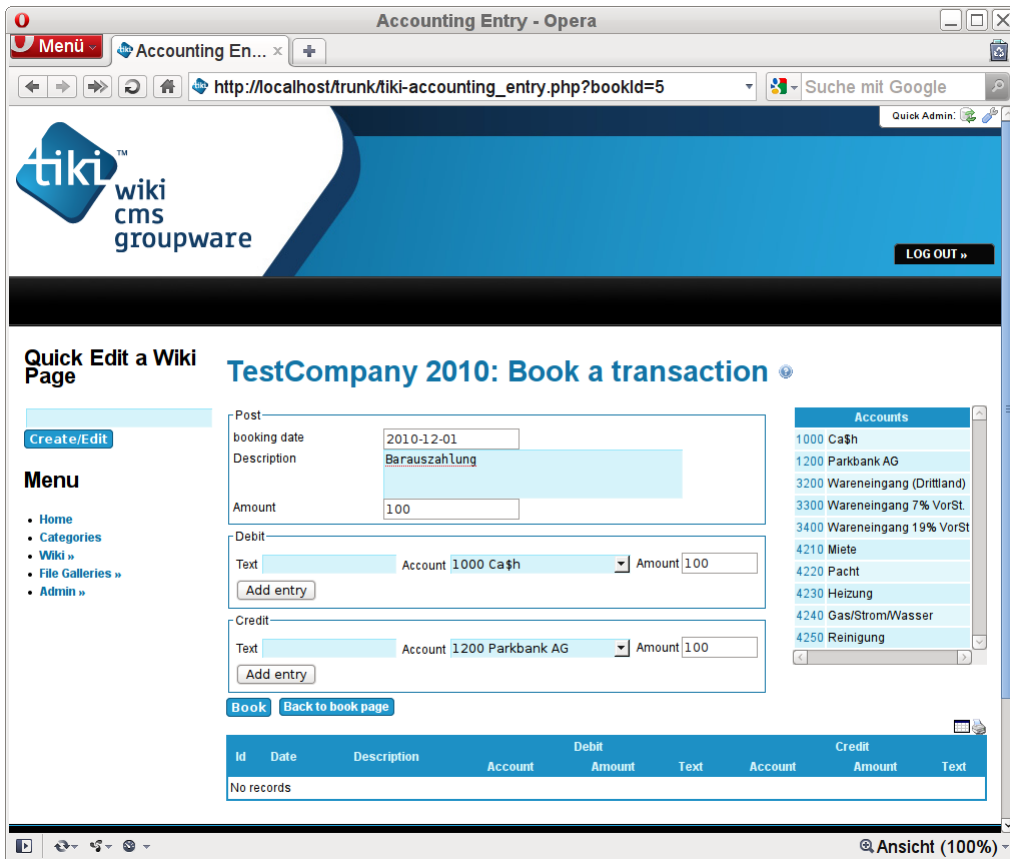 Accounting Entry - Opera
Menü
Accounting En...
http://localhost/trunk/tiki-accounting_entry.php?bookId=5
Suche mit Google
Quick Admin:
tiki™
wiki
cms
groupware
LOG OUT »
Quick Edit a Wiki
Page
Create/Edit
Menu
Home
Categories
Wiki »
File Galleries »
Admin »
TestCompany 2010: Book a transaction
Post
booking date 2010-12-01
Description Barauszahlung
Amount 100
Debit
Text Account 1000 Ca$h Amount 100
Add entry
Credit
Text Account 1200 Parkbank AG Amount 100
Add entry
Book Back to book page
Accounts
1000 Ca$h
1200 Parkbank AG
3200 Wareneingang (Drittland)
3300 Wareneingang 7% VorSt.
3400 Wareneingang 19% VorSt
4210 Miete
4220 Pacht
4230 Heizung
4240 Gas/Strom/Wasser
4250 Reinigung
Debit Credit
Id Date Description
Account Amount Text Account Amount Text
No records
Ansicht (100%)